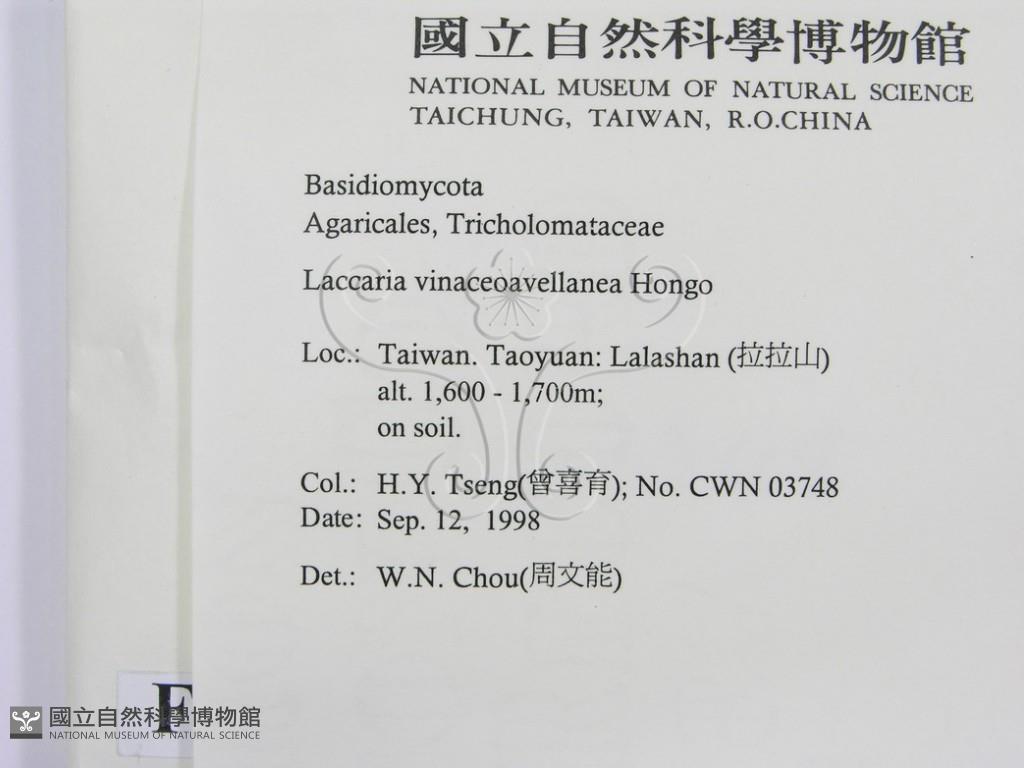 國立自然科學博物館
NATIONAL MUSEUM OF NATURAL SCIENCE
TAICHUNG, TAIWAN, R.O.CHINA
Basidiomycota
Agaricales, Tricholomataceae
Laccaria vinaceoavellanea Hongo
Loc.: Taiwan. Taoyuan: Lalashan (拉拉山)
alt. 1,600 - 1,700m;
on soil.
Col.: H.Y. Tseng(曾喜育); No. CWN 03748
Date: Sep. 12, 1998
Det.: W.N. Chou(周文能)
F
國立自然科學博物館
NATIONAL MUSEUM OF NATURAL SCIENCE